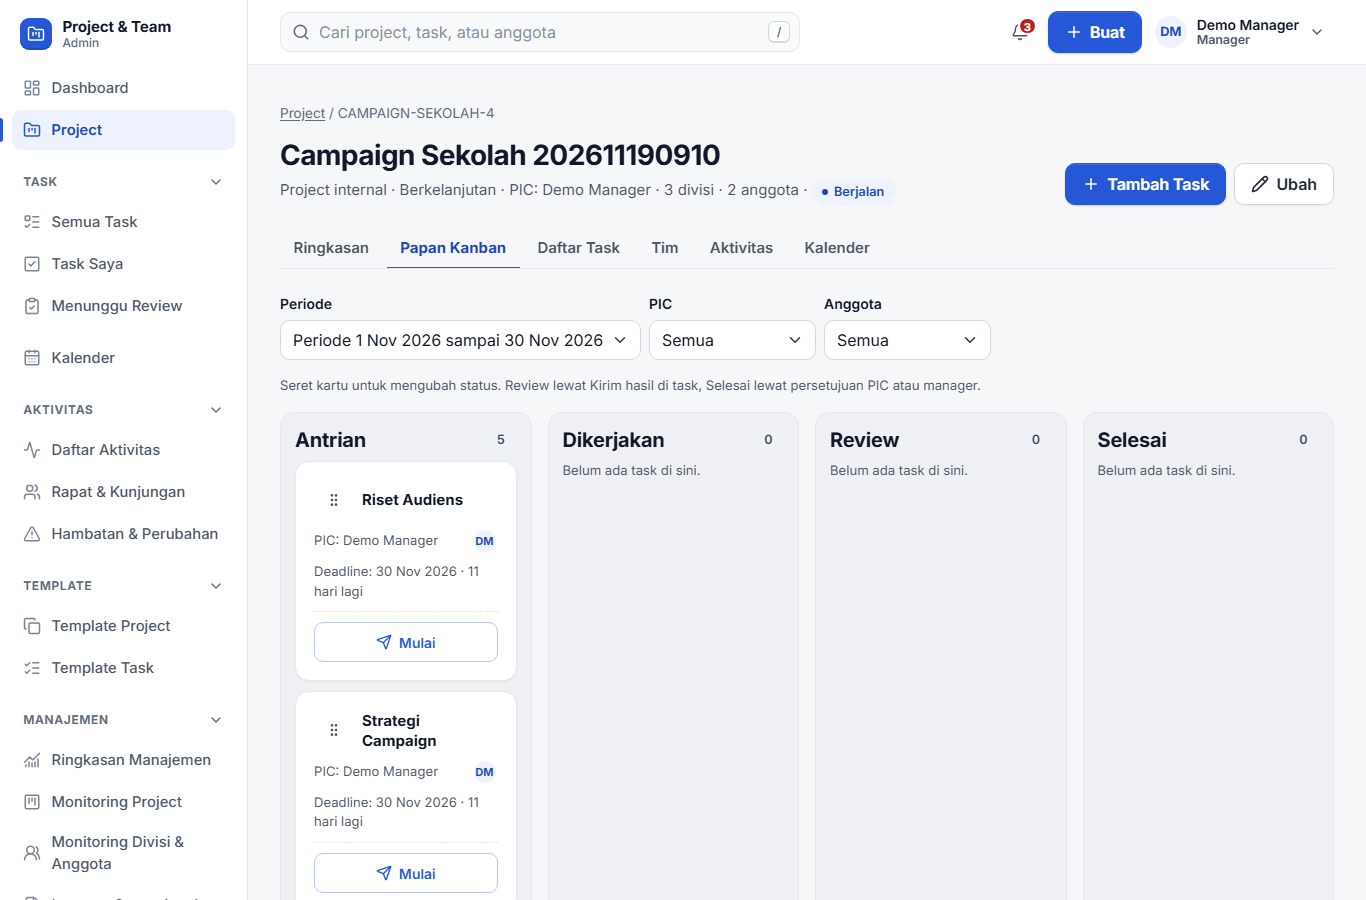 Project & Team
Admin
Cari project, task, atau anggota
/
3
Buat
DM
Demo Manager
Manager
Dashboard
Project
TASK
Semua Task
Task Saya
Menunggu Review
Kalender
AKTIVITAS
Daftar Aktivitas
Rapat & Kunjungan
Hambatan & Perubahan
TEMPLATE
Template Project
Template Task
MANAJEMEN
Ringkasan Manajemen
Monitoring Project
Monitoring Divisi &
Anggota
Project / CAMPAIGN-SEKOLAH-4
Campaign Sekolah 202611190910
Project internal · Berkelanjutan · PIC: Demo Manager · 3 divisi · 2 anggota · Berjalan
Tambah Task
Ubah
Ringkasan
Papan Kanban
Daftar Task
Tim
Aktivitas
Kalender
Periode
PIC
Anggota
Periode 1 Nov 2026 sampai 30 Nov 2026
Semua
Semua
Seret kartu untuk mengubah status. Review lewat Kirim hasil di task, Selesai lewat persetujuan PIC atau manager.
Antrian 5
Riset Audiens
PIC: Demo Manager DM
Deadline: 30 Nov 2026 · 11
hari lagi
Mulai
Strategi
Campaign
PIC: Demo Manager DM
Deadline: 30 Nov 2026 · 11
hari lagi
Mulai
Dikerjakan 0
Belum ada task di sini.
Review 0
Belum ada task di sini.
Selesai 0
Belum ada task di sini.